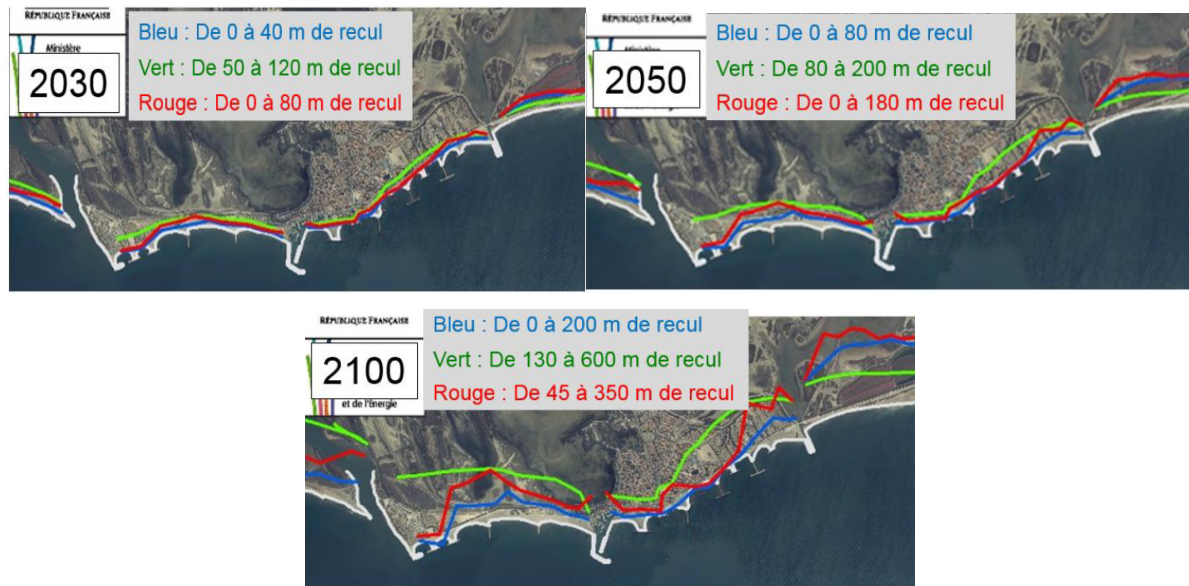 RÉPUBLIQUE FRANÇAISE
Ministère
2030
Bleu : De 0 à 40 m de recul
Vert : De 50 à 120 m de recul
Rouge : De 0 à 80 m de recul
RÉPUBLIQUE FRANÇAISE
2050
Bleu : De 0 à 80 m de recul
Vert : De 80 à 200 m de recul
Rouge : De 0 à 180 m de recul
RÉPUBLIQUE FRANÇAISE
2100
et de l'Énergie
Bleu : De 0 à 200 m de recul
Vert : De 130 à 600 m de recul
Rouge : De 45 à 350 m de recul